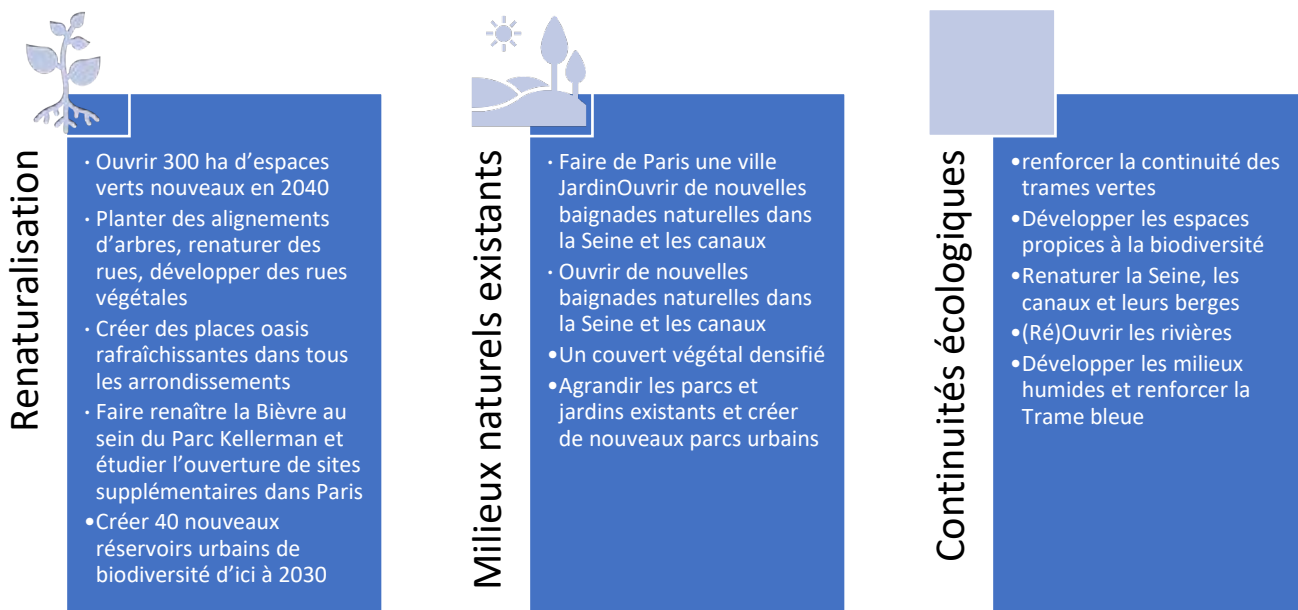 Renaturalisation
· Ouvrir 300 ha d’espaces
verts nouveaux en 2040
· Planter des alignements
d’arbres, renaturer des
rues, développer des rues
végétales
· Créer des places oasis
rafraîchissantes dans tous
les arrondissements
· Faire renaître la Bièvre au
sein du Parc Kellerman et
étudier l’ouverture de sites
supplémentaires dans Paris
•Créer 40 nouveaux
réservoirs urbains de
biodiversité d’ici à 2030
Milieux naturels existants
· Faire de Paris une ville
JardinOuvrir de nouvelles
baignades naturelles dans
la Seine et les canaux
· Ouvrir de nouvelles
baignades naturelles dans
la Seine et les canaux
•Un couvert végétal densifié
•Agrandir les parcs et
jardins existants et créer
de nouveaux parcs urbains
Continuités écologiques
•renforcer la continuité des
trames vertes
•Développer les espaces
propices à la biodiversité
•Renaturer la Seine, les
canaux et leurs berges
•(Ré)Ouvrir les rivières
•Développer les milieux
humides et renforcer la
Trame bleue